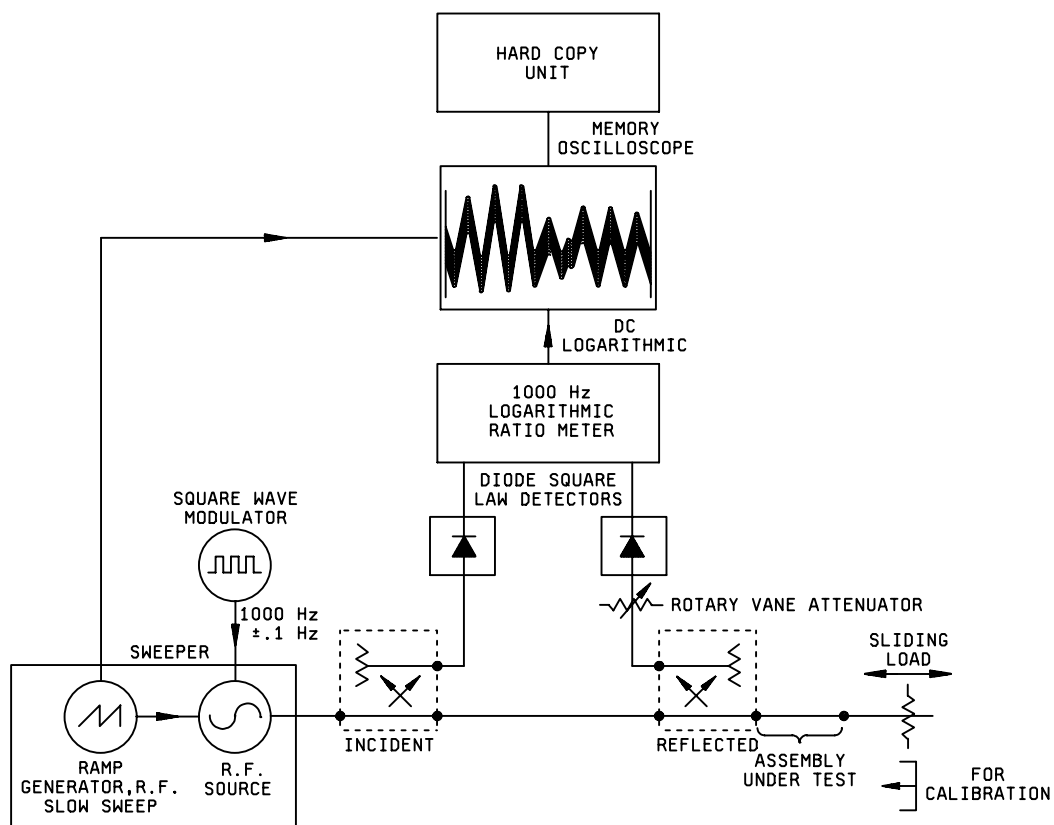 HARD COPY
UNIT
MEMORY
OSCILLOSCOPE
DC
LOGARITHMIC
1000 Hz
LOGARITHMIC
RATIO METER
DIODE SQUARE
LAW DETECTORS
SQUARE WAVE
MODULATOR
1000 Hz
±.1 Hz
ROTARY VANE ATTENUATOR
SWEEPER
SLIDING
LOAD
INCIDENT
REFLECTED
RAMP
GENERATOR,R.F.
SLOW SWEEP
R.F.
SOURCE
ASSEMBLY
UNDER TEST
FOR
CALIBRATION